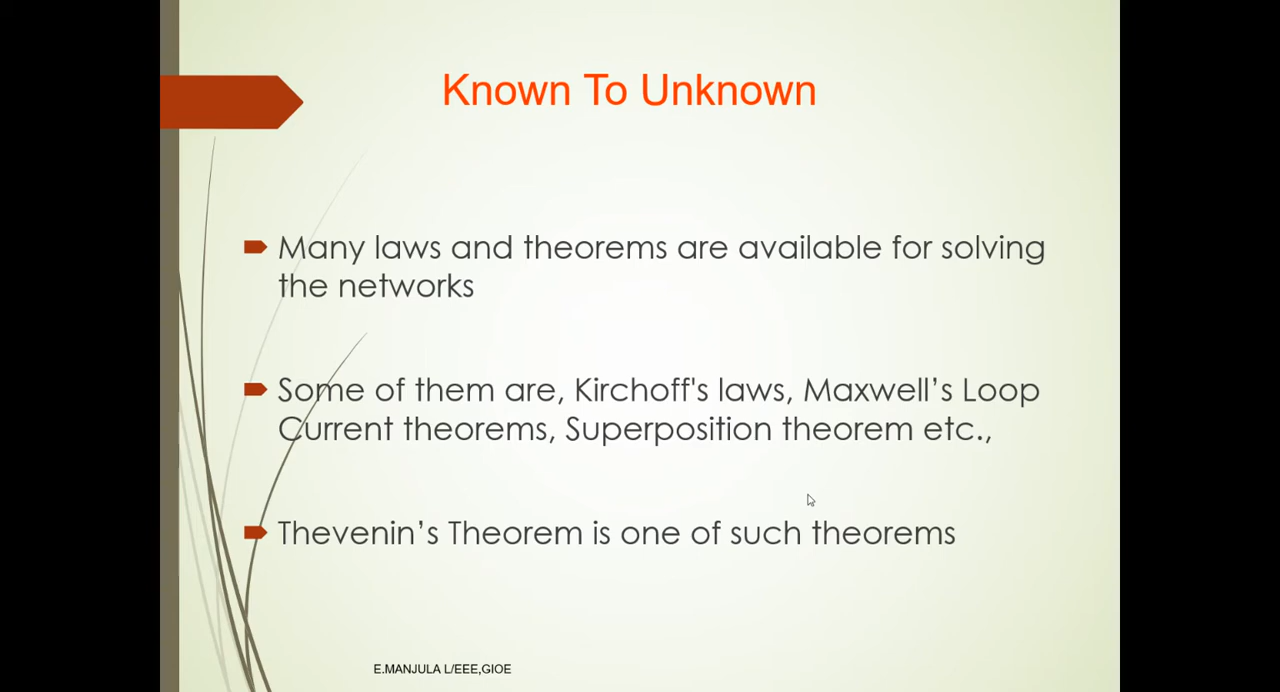 Known To Unknown
Many laws and theorems are available for solving
the networks
Some of them are, Kirchoff's laws, Maxwell’s Loop
Current theorems, Superposition theorem etc.,
Thevenin’s Theorem is one of such theorems
E.MANJULA L/EEE,GIOE